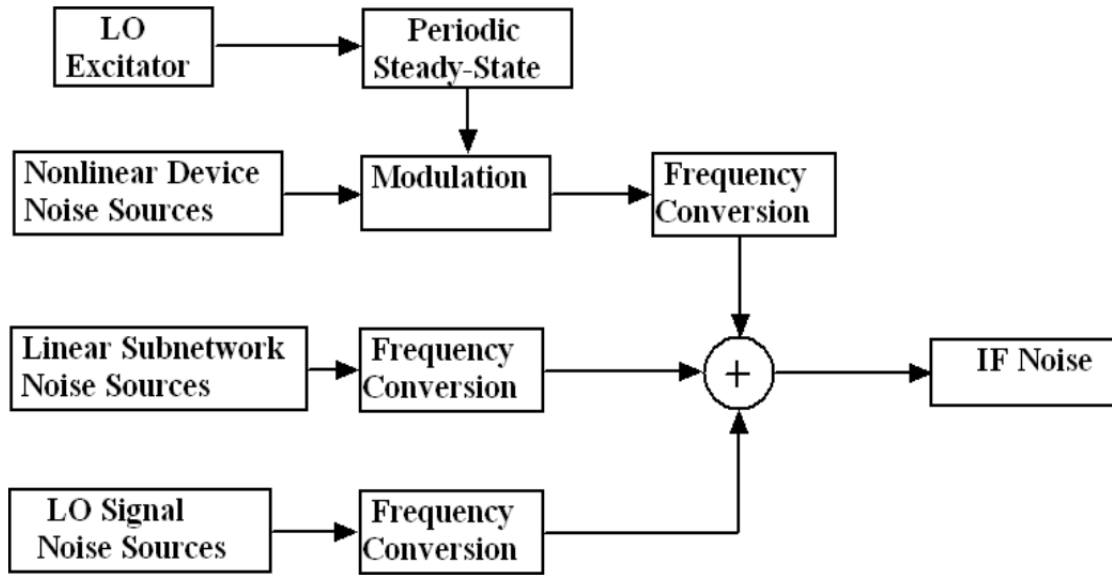 LO
Excitator
Periodic
Steady-State
Nonlinear Device
Noise Sources
Modulation
Frequency
Conversion
Linear Subnetwork
Noise Sources
Frequency
Conversion
+
IF Noise
LO Signal
Noise Sources
Frequency
Conversion